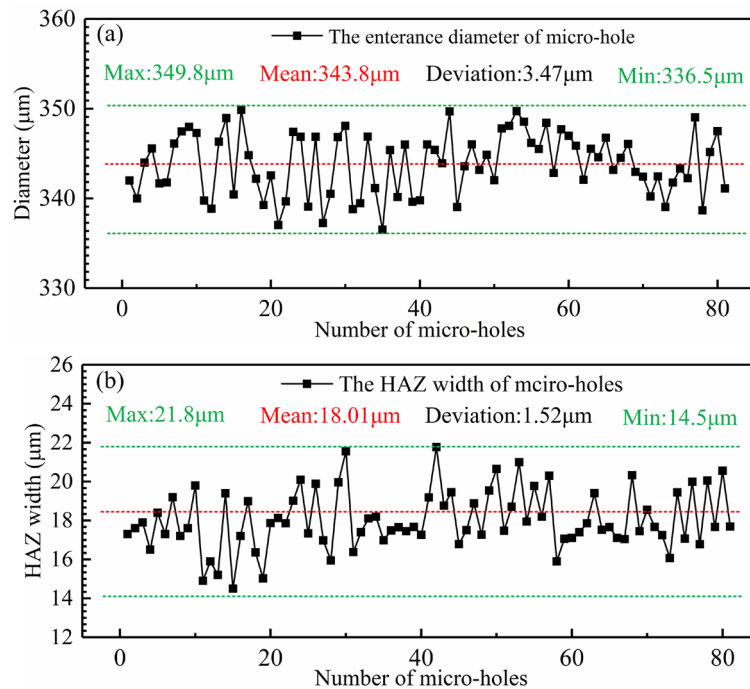 360
(a)
The enterance diameter of micro-hole
Max:349.8μm Mean:343.8μm Deviation:3.47μm Min:336.5μm
350
340
330
Diameter (μm)
0 20 40 60 80
Number of micro-holes
26
(b)
The HAZ width of mciro-holes
24
Max:21.8μm Mean:18.01μm Deviation:1.52μm Min:14.5μm
22
20
18
16
14
12
HAZ width (μm)
0 20 40 60 80
Number of micro-holes